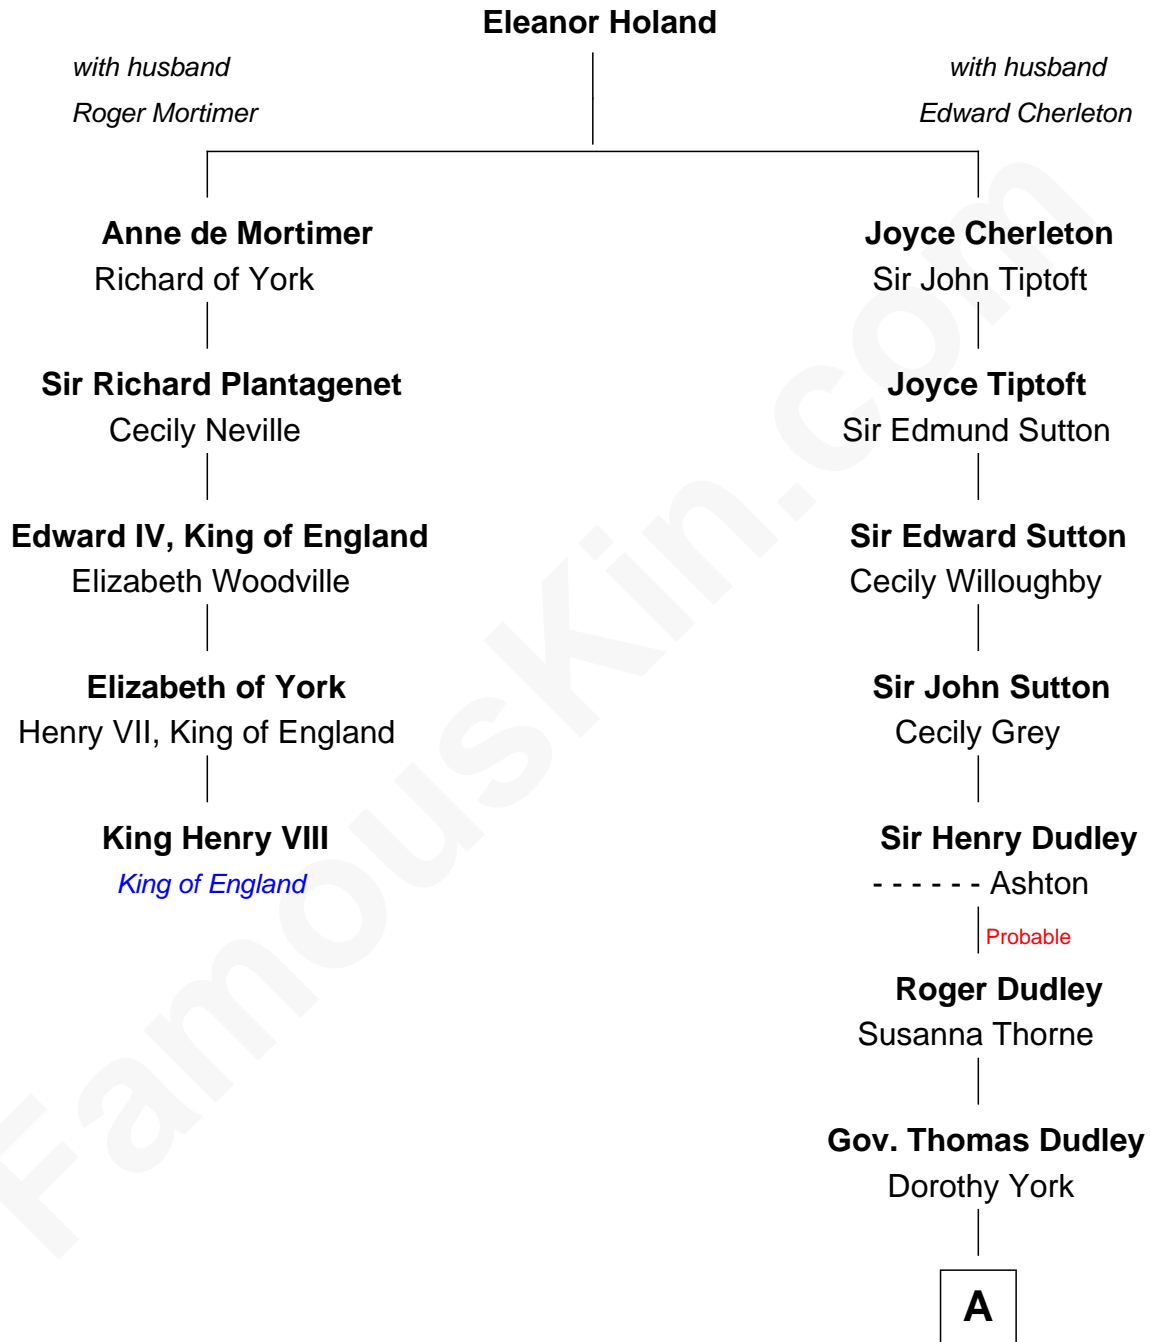 Eleanor Holand
with husband
Roger Mortimer
with husband
Edward Cherleton
Anne de Mortimer
Richard of York
Joyce Cherleton
Sir John Tiptoft
Sir Richard Plantagenet
Cecily Neville
Joyce Tiptoft
Sir Edmund Sutton
Edward IV, King of England
Elizabeth Woodville
Sir Edward Sutton
Cecily Willoughby
Elizabeth of York
Henry VII, King of England
Sir John Sutton
Cecily Grey
King Henry VIII
King of England
Sir Henry Dudley
- - - - - - Ashton
Probable
Roger Dudley
Susanna Thorne
Gov. Thomas Dudley
Dorothy York
A
FamousKin.com